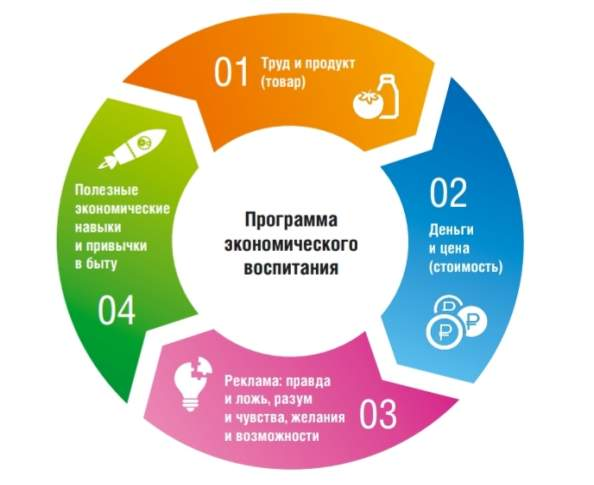 01
Труд и продукт
(товар)
02
Деньги
и цена
(стоимость)
Реклама: правда
и ложь, разум
и чувства, желания
и возможности
03
Полезные
экономические
навыки
и привычки
в быту
04
Программа
экономического
воспитания